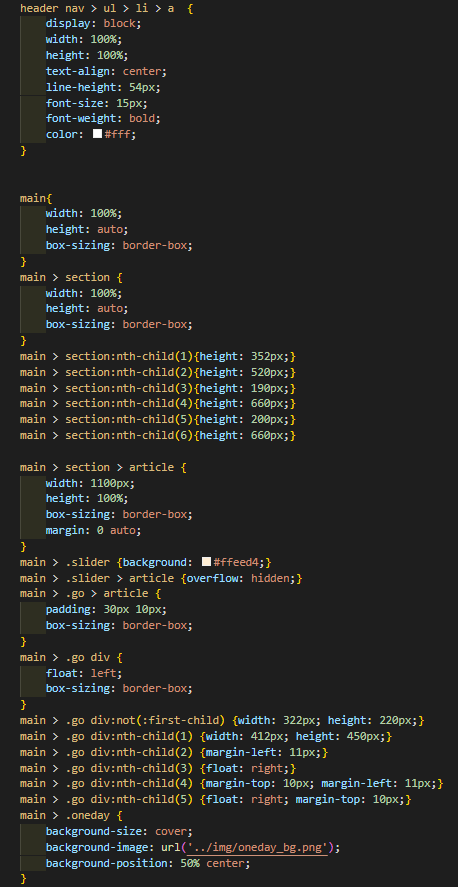 header nav > ul > li > a  {
    display: block;
    width: 100%;
    height: 100%;
    text-align: center;
    line-height: 54px;
    font-size: 15px;
    font-weight: bold;
    color: #fff;
}
main{
    width: 100%;
    height: auto;
    box-sizing: border-box;
}
main > section {
    width: 100%;
    height: auto;
    box-sizing: border-box;
}
main > section:nth-child(1){height: 352px;}
main > section:nth-child(2){height: 520px;}
main > section:nth-child(3){height: 190px;}
main > section:nth-child(4){height: 660px;}
main > section:nth-child(5){height: 200px;}
main > section:nth-child(6){height: 660px;}
main > section > article {
    width: 1100px;
    height: 100%;
    box-sizing: border-box;
    margin: 0 auto;
}
main > .slider {background: #ffeed4;}
main > .slider > article {overflow: hidden;}
main > .go > article {
    padding: 30px 10px;
    box-sizing: border-box;
}
main > .go div {
    float: left;
    box-sizing: border-box;
}
main > .go div:not(:first-child) {width: 322px; height: 220px;}
main > .go div:nth-child(1) {width: 412px; height: 450px;}
main > .go div:nth-child(2) {margin-left: 11px;}
main > .go div:nth-child(3) {float: right;}
main > .go div:nth-child(4) {margin-top: 10px; margin-left: 11px;}
main > .go div:nth-child(5) {float: right; margin-top: 10px;}
main > .oneday {
    background-size: cover;
    background-image: url('../img/oneday_bg.png');
    background-position: 50% center;
}